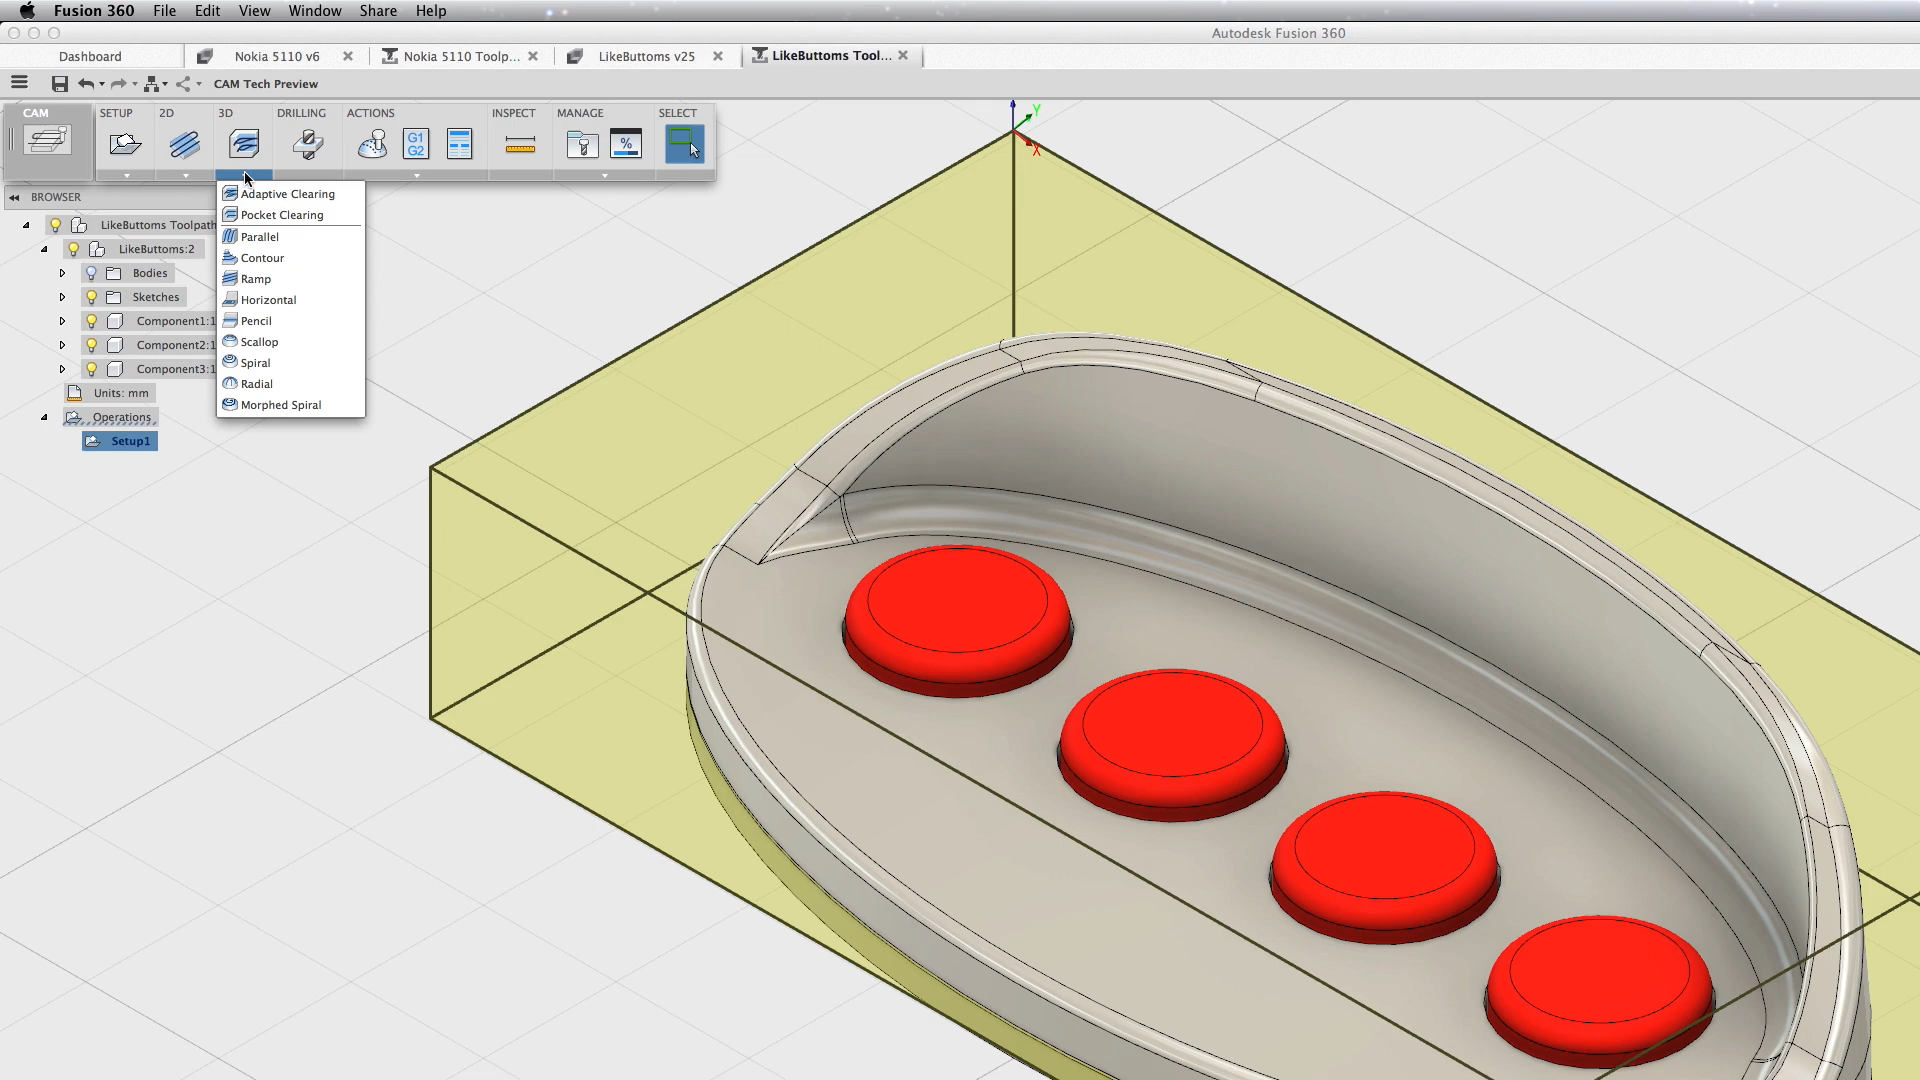 Fusion 360 File Edit View Window Share Help
Autodesk Fusion 360
Dashboard Nokia 5110 v6 Nokia 5110 Toolp... LikeButtoms v25 LikeButtoms Tool...
CAM Tech Preview
CAM SETUP 2D 3D DRILLING ACTIONS INSPECT MANAGE SELECT
G1
G2
%
BROWSER
LikeButtoms Toolpath
LikeButtoms:2
Bodies
Sketches
Component1:1
Component2:1
Component3:1
Units: mm
Operations
Setup1
Adaptive Clearing
Pocket Clearing
Parallel
Contour
Ramp
Horizontal
Pencil
Scallop
Spiral
Radial
Morphed Spiral
Y
X